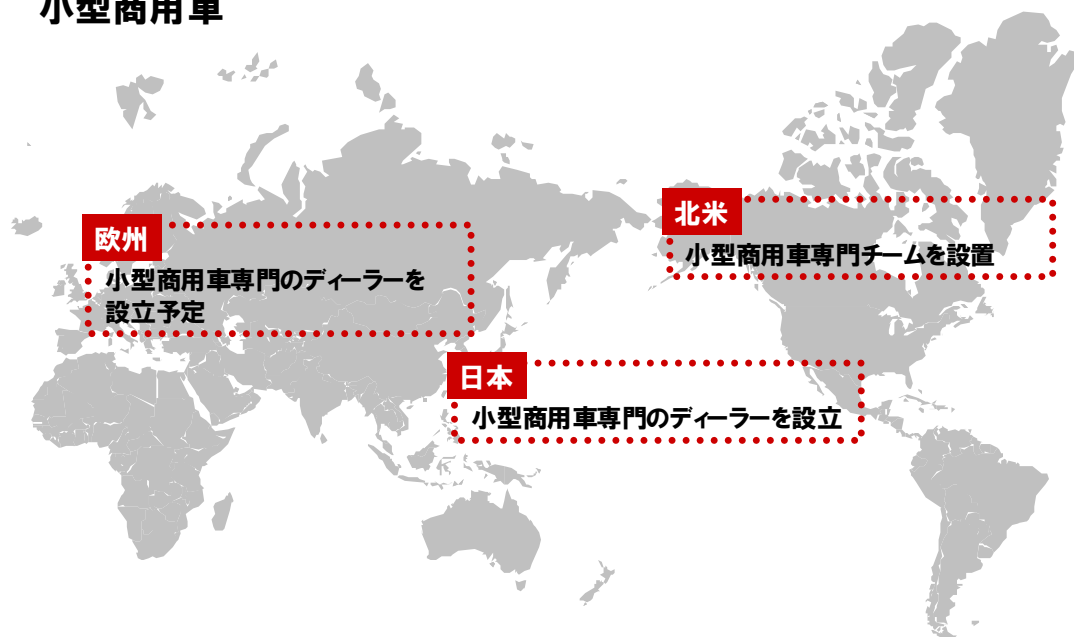 小型商用車
北米
小型商用車専門チームを設置
欧州
小型商用車専門のディーラーを
設立予定
日本
小型商用車専門のディーラーを設立